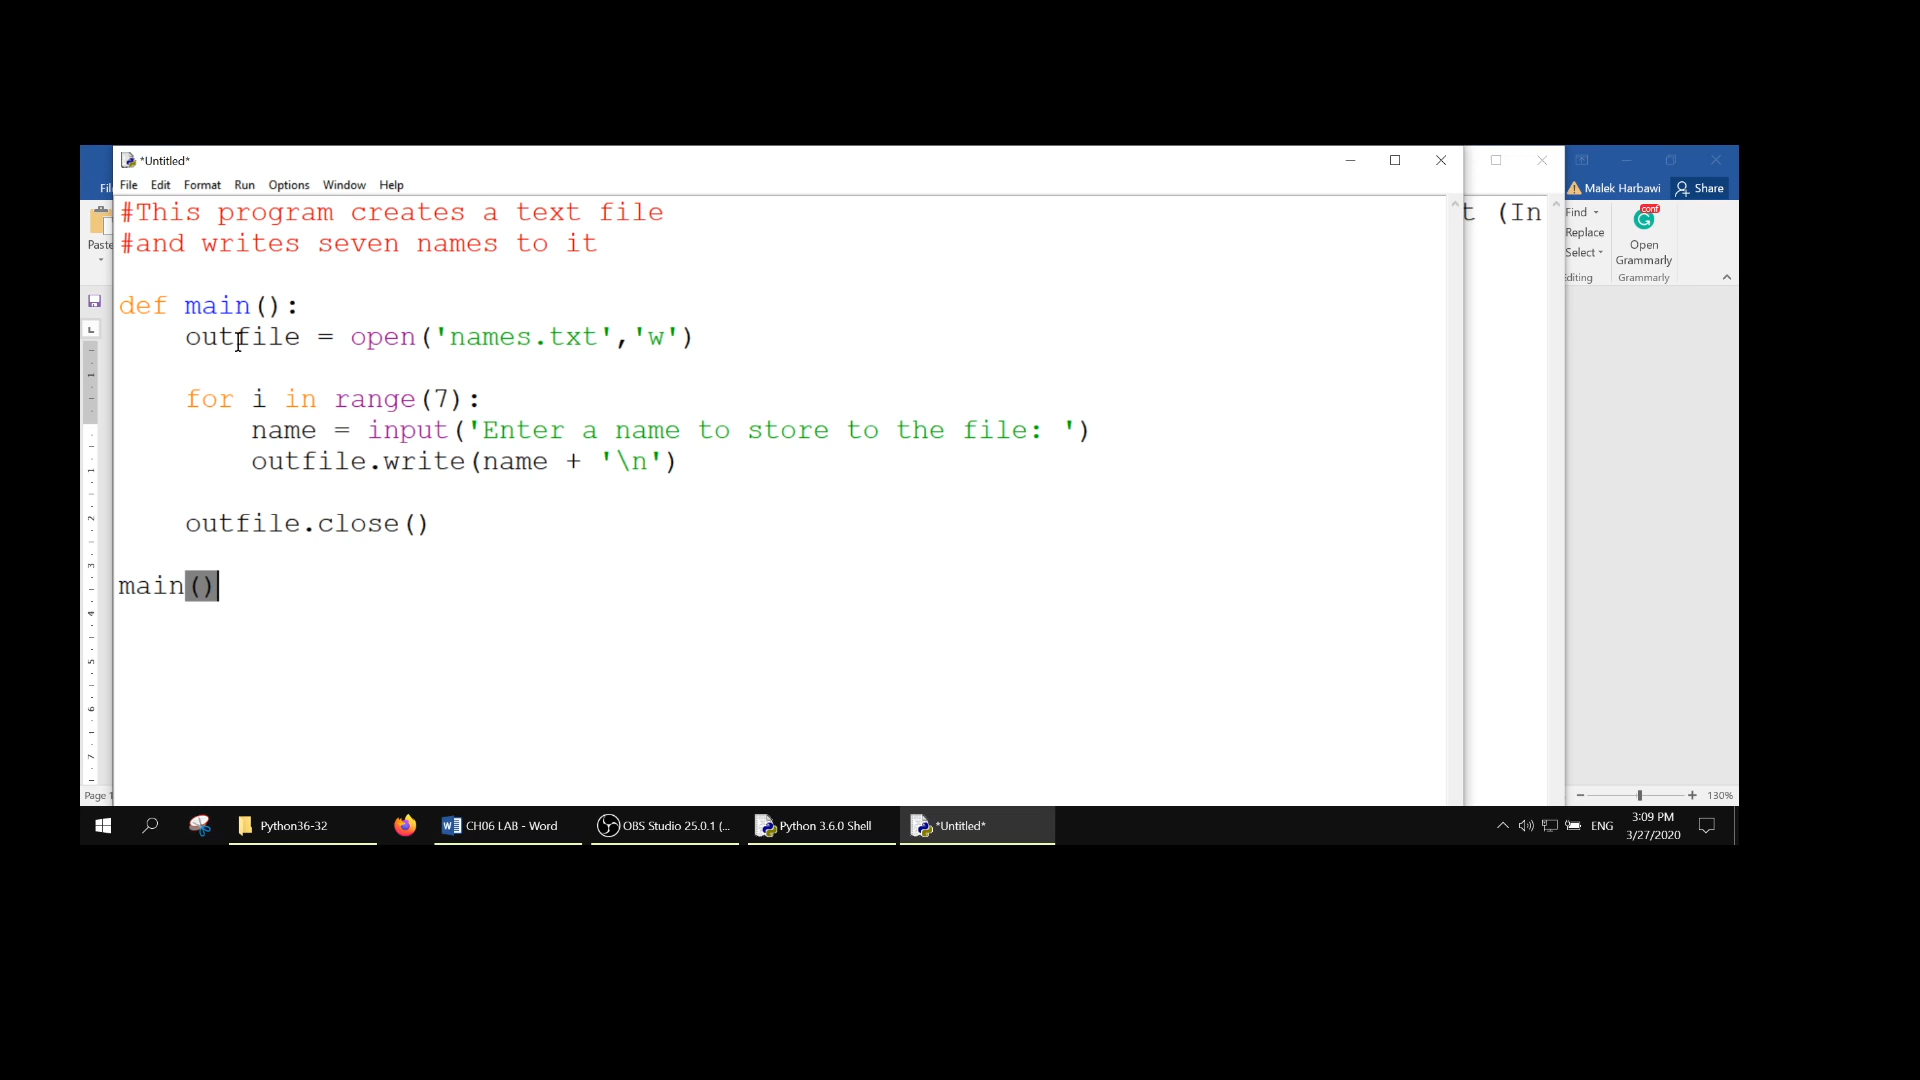 *Untitled*
File Edit Format Run Options Window Help
#This program creates a text file
#and writes seven names to it
def main():
    outfile = open('names.txt','w')
    for i in range(7):
        name = input('Enter a name to store to the file: ')
        outfile.write(name + '\n')
    outfile.close()
main()
Paste
Page 1
t (In
Malek Harbawi Share
Find
Replace
Select
conf
Open
Grammarly
Grammarly
130%
Python36-32
CH06 LAB - Word
OBS Studio 25.0.1 (...
Python 3.6.0 Shell
*Untitled*
ENG
3:09 PM
3/27/2020